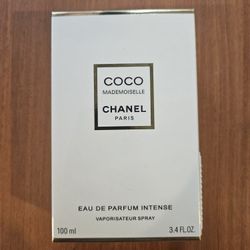 COCO
MADEMOISELLE
CHANEL
PARIS
EAU DE PARFUM INTENSE
VAPORISATEUR SPRAY
100 ml 3.4 FL.OZ.